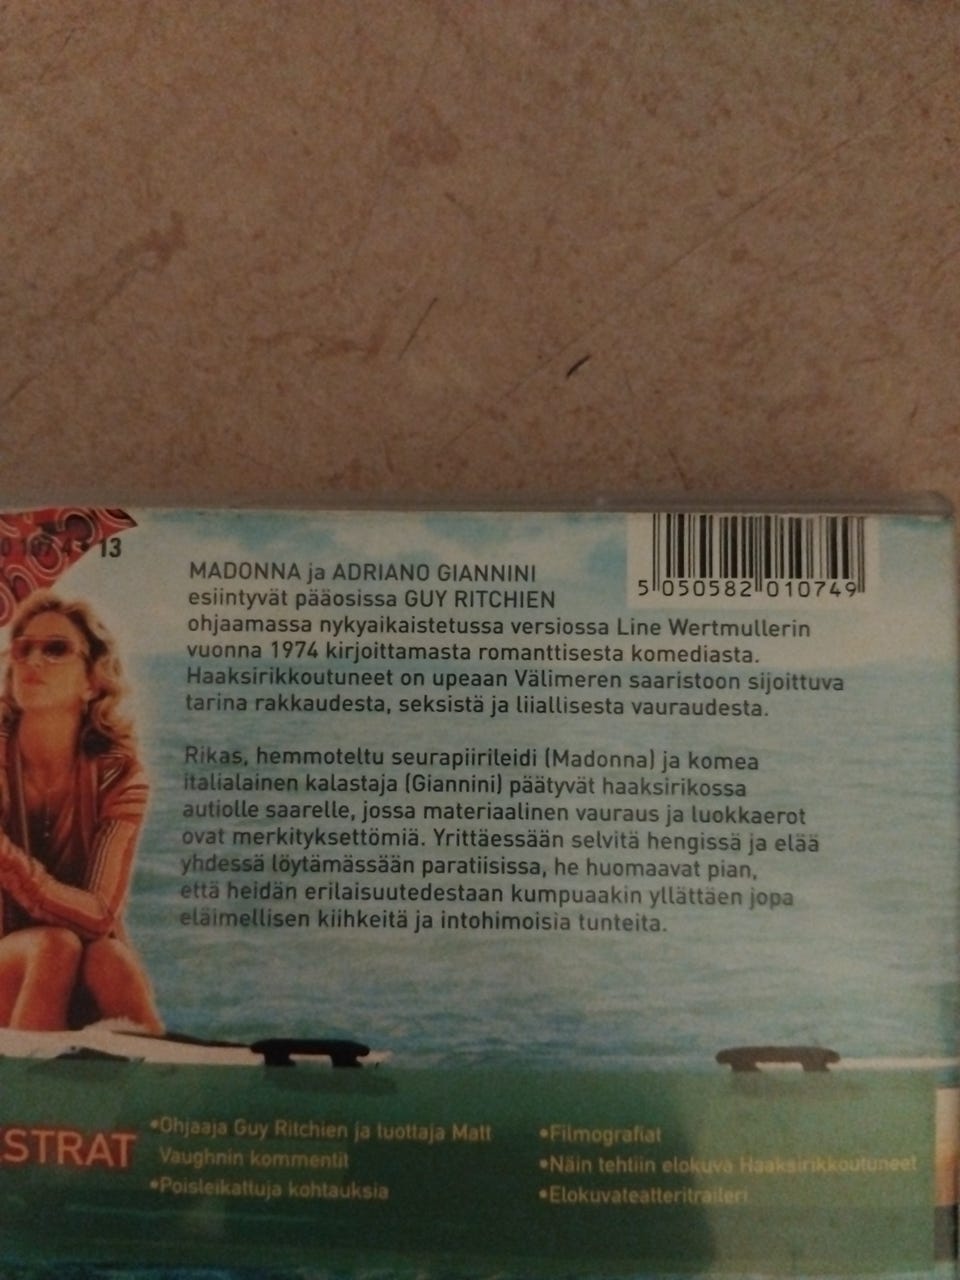 13
5 050582 010749
MADONNA ja ADRIANO GIANNINI
esiintyvät pääosissa GUY RITCHIEN
ohjaamassa nykyaikaistetussa versiossa Line Wertmullerin
vuonna 1974 kirjoittamasta romanttisesta komediasta.
Haaksirikkoutuneet on upeaan Välimeren saaristoon sijoittuva
tarina rakkaudesta, seksistä ja liiallisesta vauraudesta.
Rikas, hemmoteltu seurapiirileidi (Madonna) ja komea
italialainen kalastaja (Giannini) päätyvät haaksirikossa
autiolle saarelle, jossa materiaalinen vauraus ja luokkaerot
ovat merkityksettömiä. Yrittäessään selvitä hengissä ja elää
yhdessä löytämässään paratiisissa, he huomaavat pian,
että heidän erilaisuutedestaan kumpuaakin yllättäen jopa
eläimellisen kiihkeitä ja intohimoisia tunteita.
STRAT
•Ohjaaja Guy Ritchien ja tuottaja Matt
Vaughnin kommentit
•Poisleikattuja kohtauksia
•Filmografiat
•Näin tehtiin elokuva Haaksirikkoutuneet
•Elokuvateatteritraileri